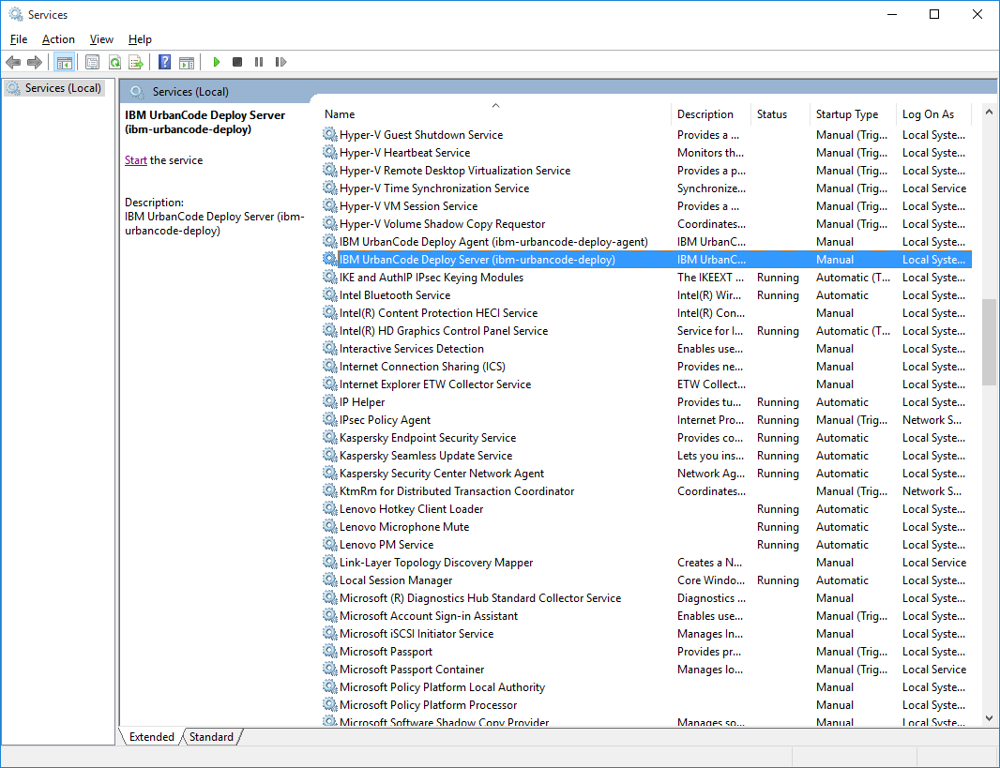 Services
File Action View Help
Services (Local)
Services (Local)
IBM UrbanCode Deploy Server
(ibm-urbancode-deploy)
Start the service
Description:
IBM UrbanCode Deploy Server (ibm-
urbancode-deploy)
Name Description Status Startup Type Log On As
Hyper-V Guest Shutdown Service Provides a ... Manual (Trig... Local Syste...
Hyper-V Heartbeat Service Monitors th... Manual (Trig... Local Syste...
Hyper-V Remote Desktop Virtualization Service Provides a p... Manual (Trig... Local Syste...
Hyper-V Time Synchronization Service Synchronize... Manual (Trig... Local Service
Hyper-V VM Session Service Provides a ... Manual (Trig... Local Syste...
Hyper-V Volume Shadow Copy Requestor Coordinates... Manual (Trig... Local Syste...
IBM UrbanCode Deploy Agent (ibm-urbancode-deploy-agent) IBM UrbanC... Manual Local Syste...
IBM UrbanCode Deploy Server (ibm-urbancode-deploy) IBM UrbanC... Manual Local Syste...
IKE and AuthIP IPsec Keying Modules The IKEEXT ... Running Automatic (T... Local Syste...
Intel Bluetooth Service Intel(R) Wir... Running Automatic Local Syste...
Intel(R) Content Protection HECI Service Intel(R) Con... Manual Local Syste...
Intel(R) HD Graphics Control Panel Service Service for I... Running Automatic (T... Local Syste...
Interactive Services Detection Enables use... Manual Local Syste...
Internet Connection Sharing (ICS) Provides ne... Manual Local Syste...
Internet Explorer ETW Collector Service ETW Collect... Manual Local Syste...
IP Helper Provides tu... Running Automatic Local Syste...
IPsec Policy Agent Internet Pro... Running Manual (Trig... Network S...
Kaspersky Endpoint Security Service Provides co... Running Automatic Local Syste...
Kaspersky Seamless Update Service Lets you ins... Running Automatic Local Syste...
Kaspersky Security Center Network Agent Network Ag... Running Automatic Local Syste...
KtmRm for Distributed Transaction Coordinator Coordinates... Manual (Trig... Network S...
Lenovo Hotkey Client Loader Running Automatic Local Syste...
Lenovo Microphone Mute Running Automatic Local Syste...
Lenovo PM Service Running Automatic Local Syste...
Link-Layer Topology Discovery Mapper Creates a N... Manual Local Service
Local Session Manager Core Windo... Running Automatic Local Syste...
Microsoft (R) Diagnostics Hub Standard Collector Service Diagnostics ... Manual Local Syste...
Microsoft Account Sign-in Assistant Enables use... Manual (Trig... Local Syste...
Microsoft iSCSI Initiator Service Manages In... Manual Local Syste...
Microsoft Passport Provides pr... Manual (Trig... Local Syste...
Microsoft Passport Container Manages lo... Manual (Trig... Local Service
Microsoft Policy Platform Local Authority Manual Local Syste...
Microsoft Policy Platform Processor Manual Local Syste...
Microsoft Software Shadow Copy Provider Manages so... Manual Local Syste...
Extended Standard